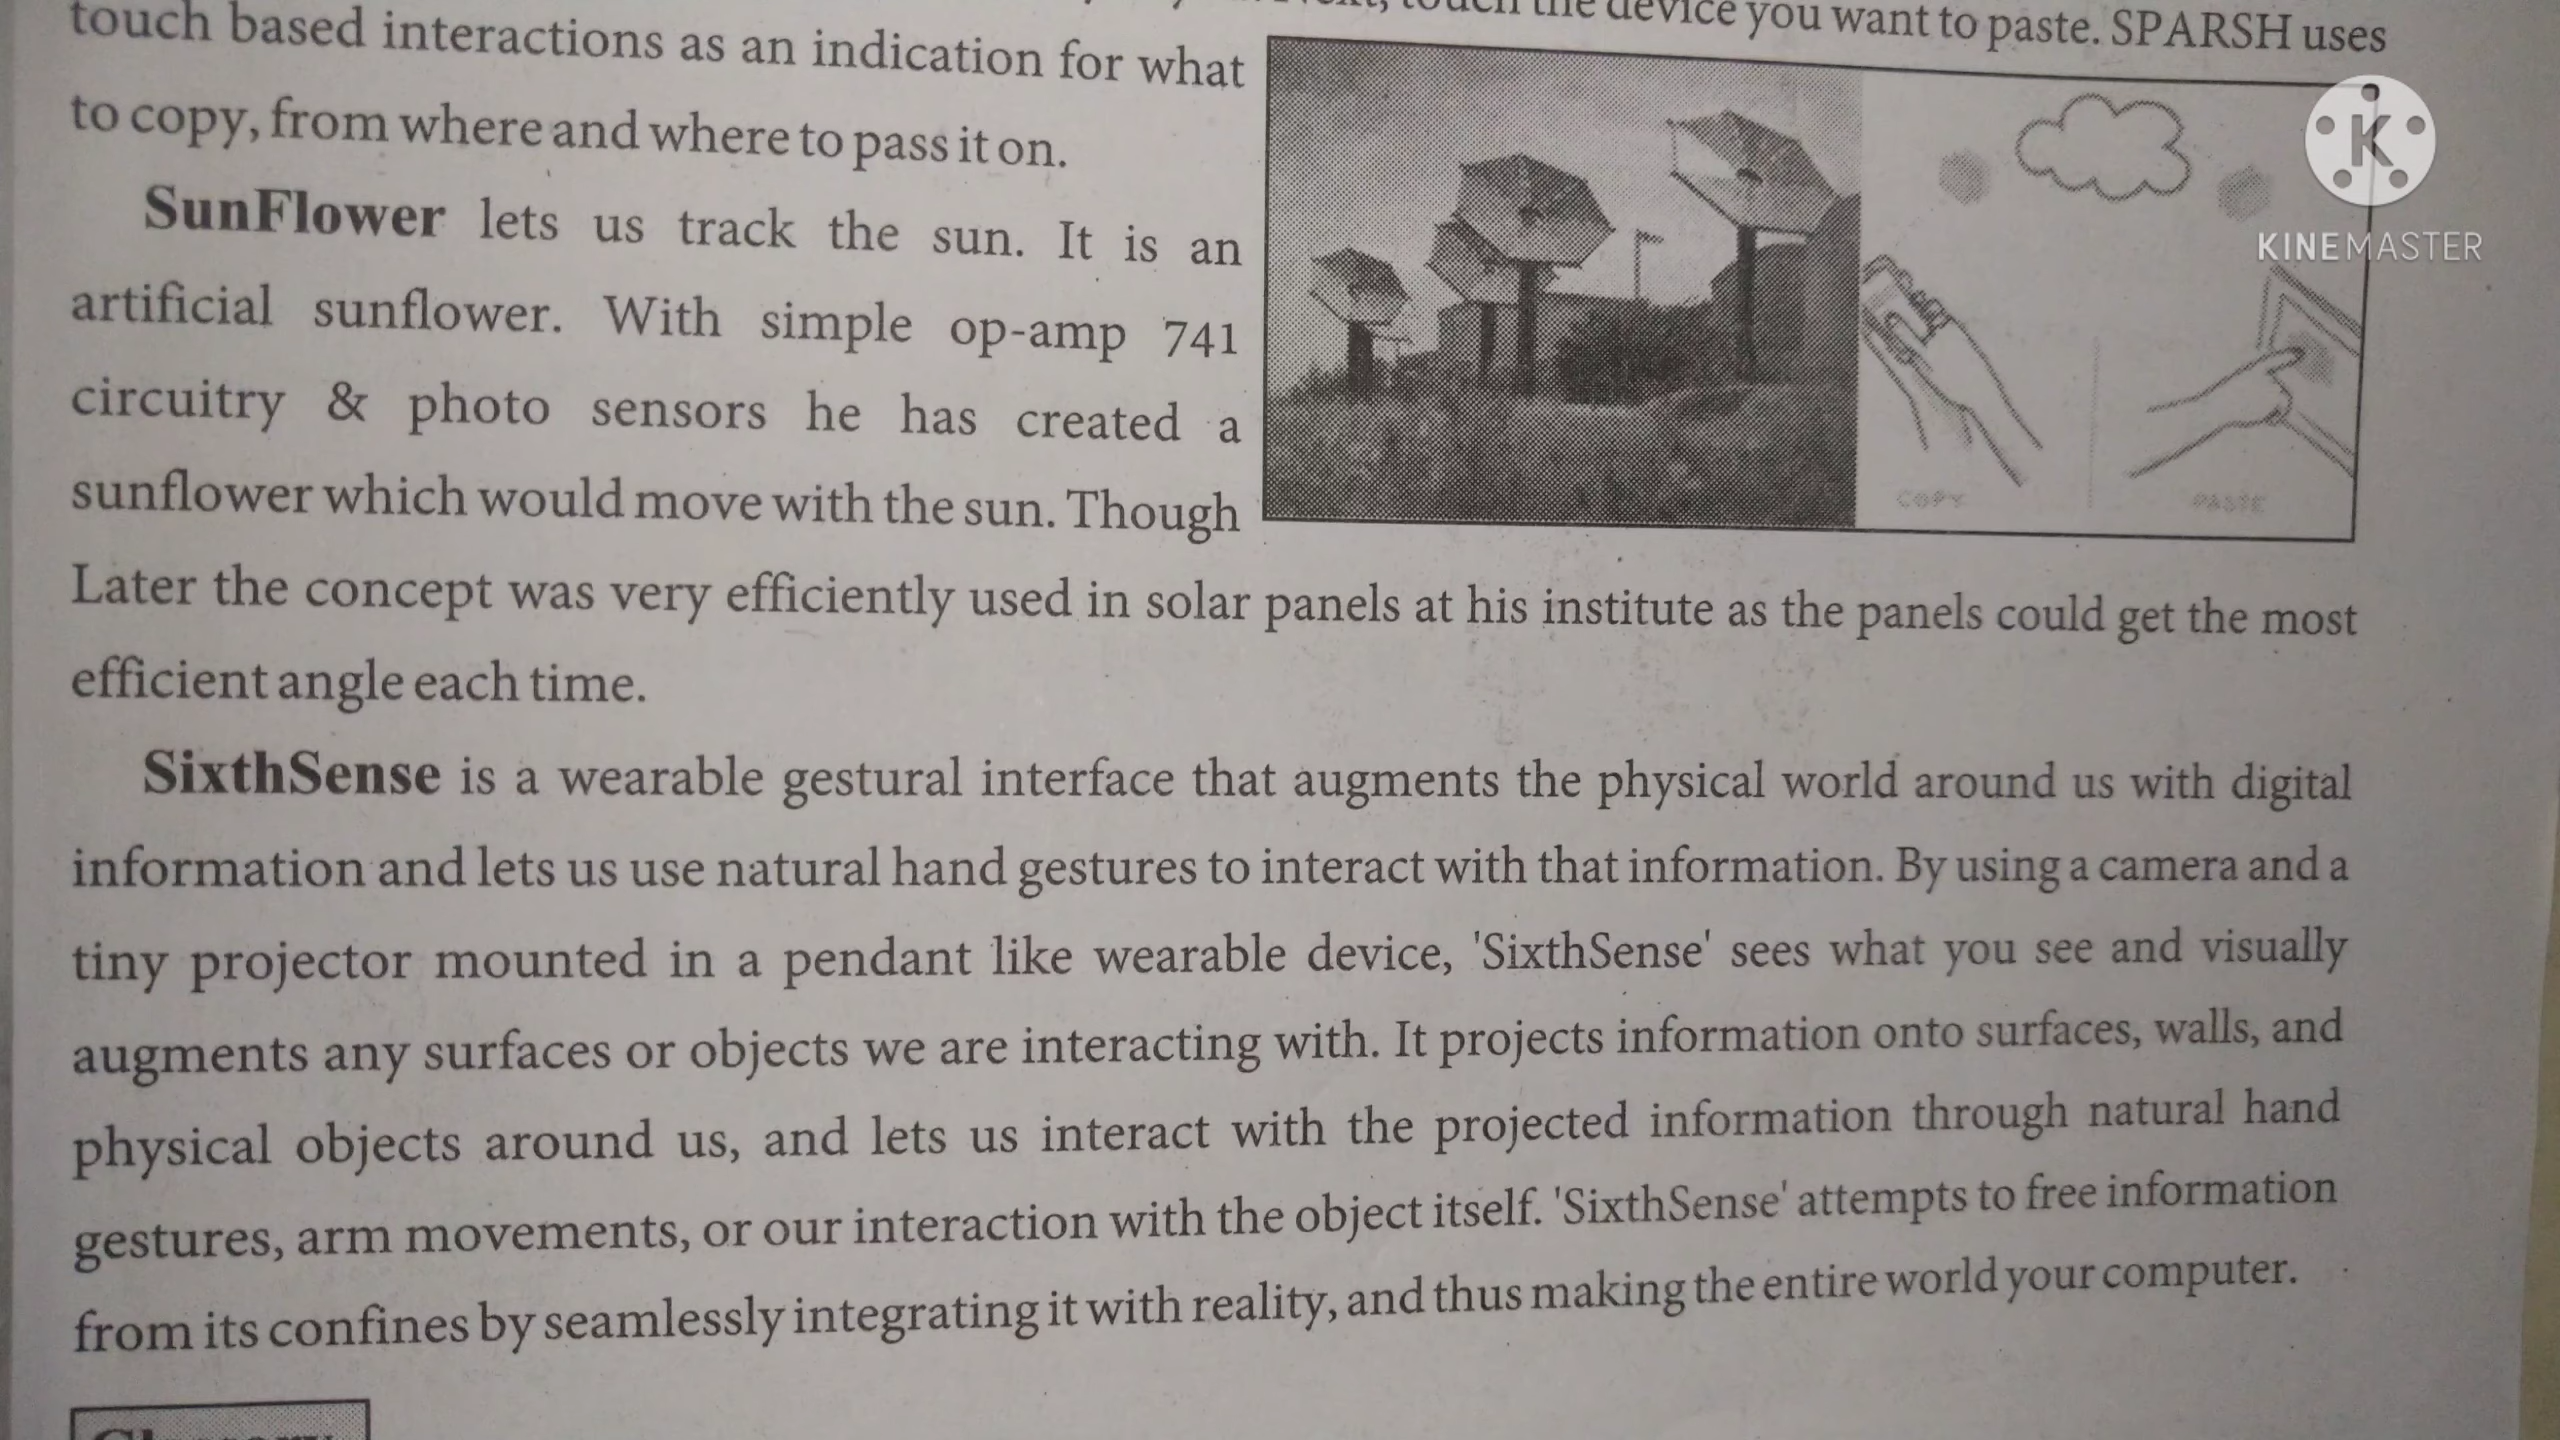 touch the device you want to paste. SPARSH uses
touch based interactions as an indication for what
to copy, from where and where to pass it on.
SunFlower lets us track the sun. It is an
artificial sunflower. With simple op-amp 741
circuitry & photo sensors he has created a
sunflower which would move with the sun. Though
Later the concept was very efficiently used in solar panels at his institute as the panels could get the most
efficient angle each time.
SixthSense is a wearable gestural interface that augments the physical world around us with digital
information and lets us use natural hand gestures to interact with that information. By using a camera and a
tiny projector mounted in a pendant like wearable device, 'SixthSense' sees what you see and visually
augments any surfaces or objects we are interacting with. It projects information onto surfaces, walls, and
physical objects around us, and lets us interact with the projected information through natural hand
gestures, arm movements, or our interaction with the object itself. 'SixthSense' attempts to free information
from its confines by seamlessly integrating it with reality, and thus making the entire world your computer.
COPY
PASTE
K
KINEMASTER